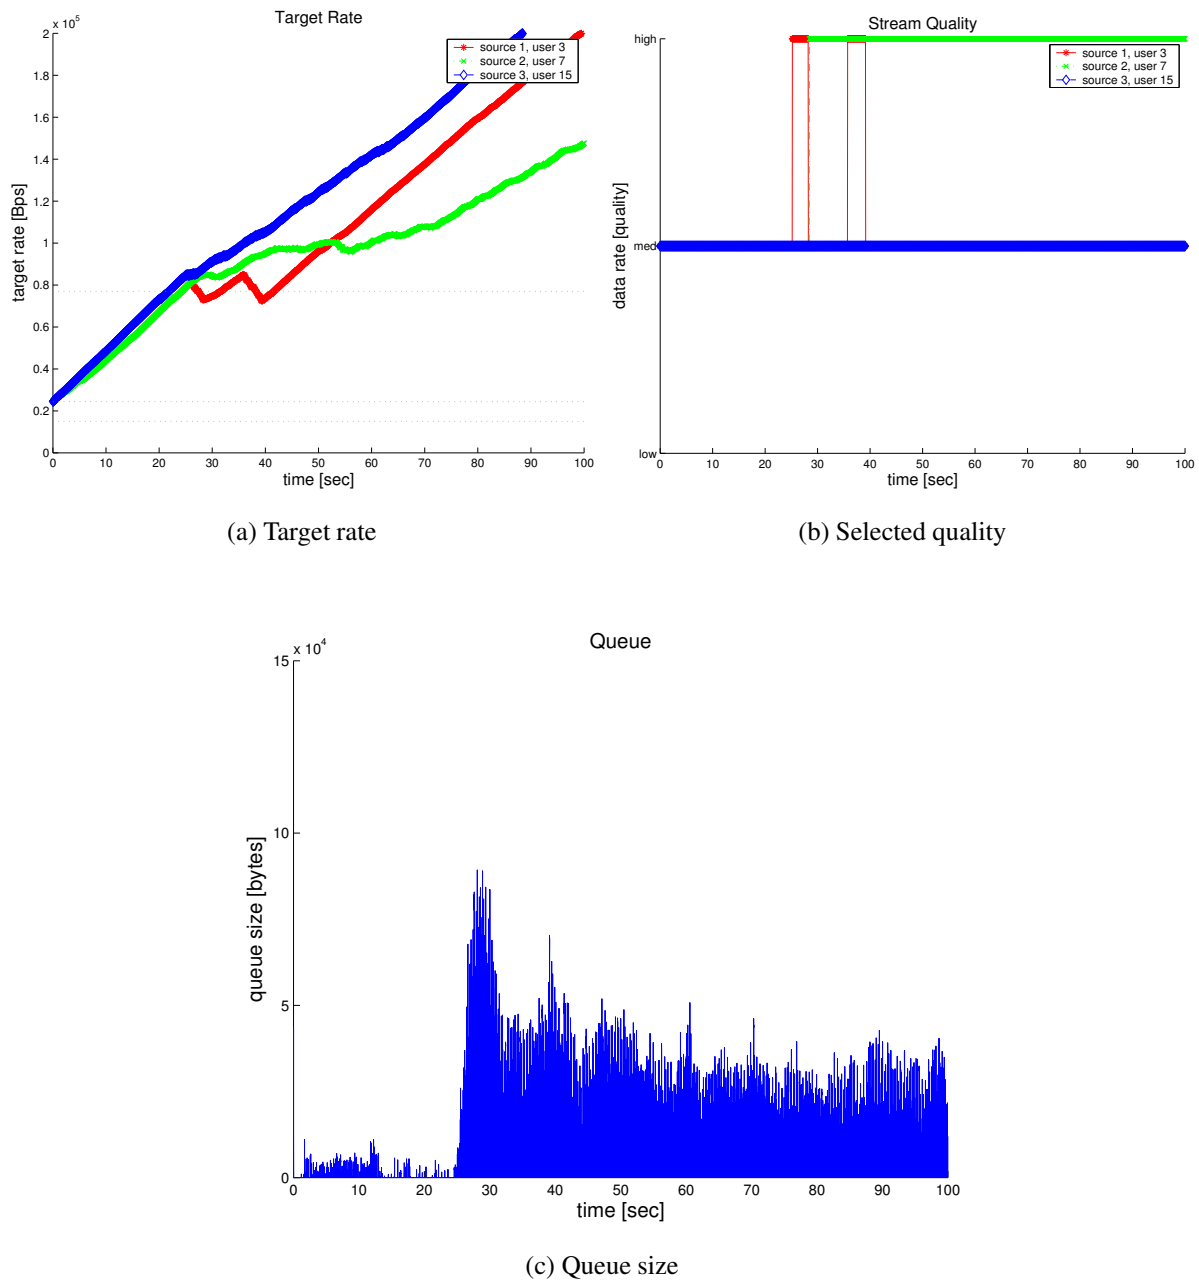 Target Rate
x 10^5
2
1.8
1.6
1.4
1.2
1
0.8
0.6
0.4
0.2
0
target rate [Bps]
source 1, user 3
source 2, user 7
source 3, user 15
0 10 20 30 40 50 60 70 80 90 100
time [sec]
(a) Target rate
Stream Quality
high
med
low
data rate [quality]
source 1, user 3
source 2, user 7
source 3, user 15
0 10 20 30 40 50 60 70 80 90 100
time [sec]
(b) Selected quality
Queue
x 10^4
15
10
5
0
queue size [bytes]
0 10 20 30 40 50 60 70 80 90 100
time [sec]
(c) Queue size